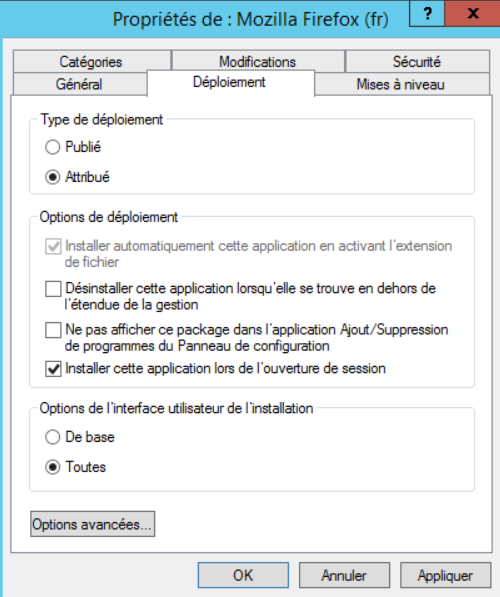 Propriétés de : Mozilla Firefox (fr)
?
x
Catégories
Modifications
Sécurité
Général
Déploiement
Mises à niveau
Type de déploiement
Publié
Attribué
Options de déploiement
Installer automatiquement cette application en activant l'extension
de fichier
Désinstaller cette application lorsqu'elle se trouve en dehors de
l'étendue de la gestion
Ne pas afficher ce package dans l'application Ajout/Suppression
de programmes du Panneau de configuration
Installer cette application lors de l'ouverture de session
Options de l'interface utilisateur de l'installation
De base
Toutes
Options avancées...
OK
Annuler
Appliquer